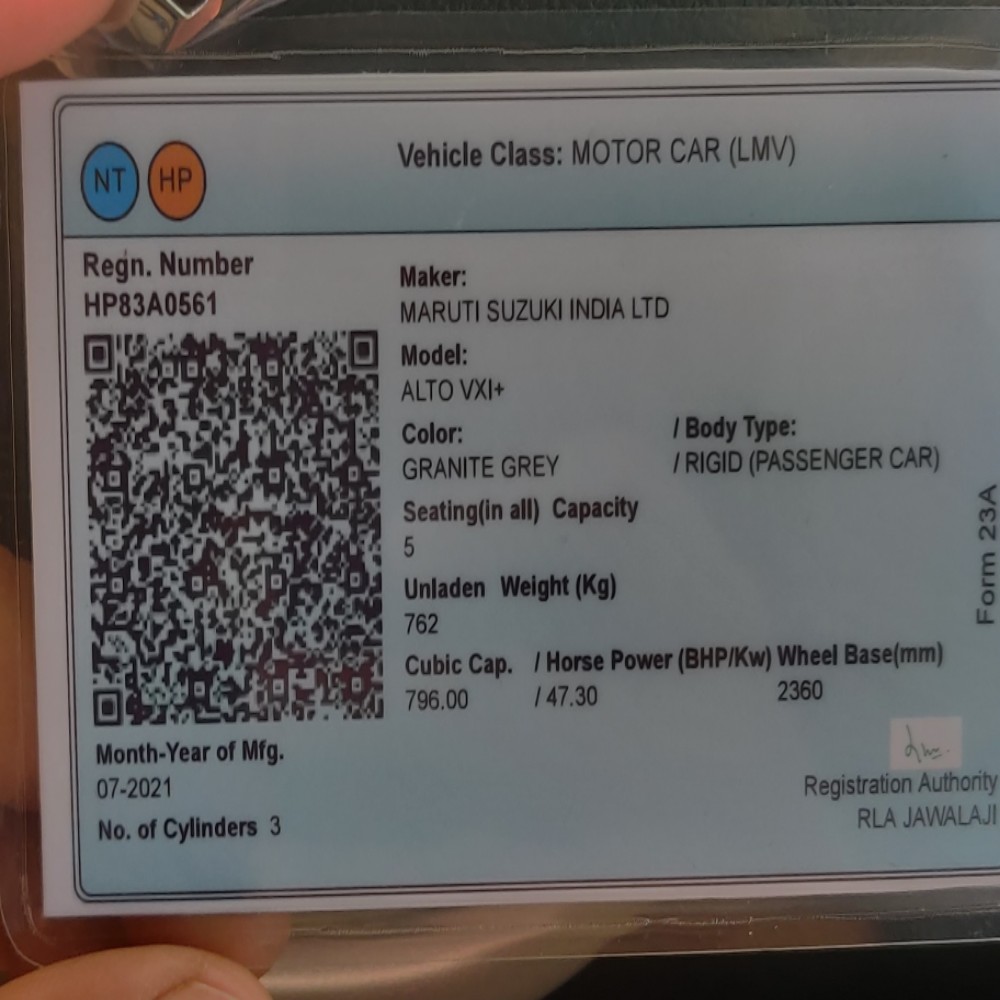 NT HP Vehicle Class: MOTOR CAR (LMV)
Regn. Number
HP83A0561
Maker:
MARUTI SUZUKI INDIA LTD
Model:
ALTO VXI+
Color: / Body Type:
GRANITE GREY / RIGID (PASSENGER CAR)
Seating(in all) Capacity
5
Unladen Weight (Kg)
762
Cubic Cap. / Horse Power (BHP/Kw) Wheel Base(mm)
796.00 / 47.30 2360
Month-Year of Mfg.
07-2021
No. of Cylinders 3
Registration Authority
RLA JAWALAJI
Form 23A